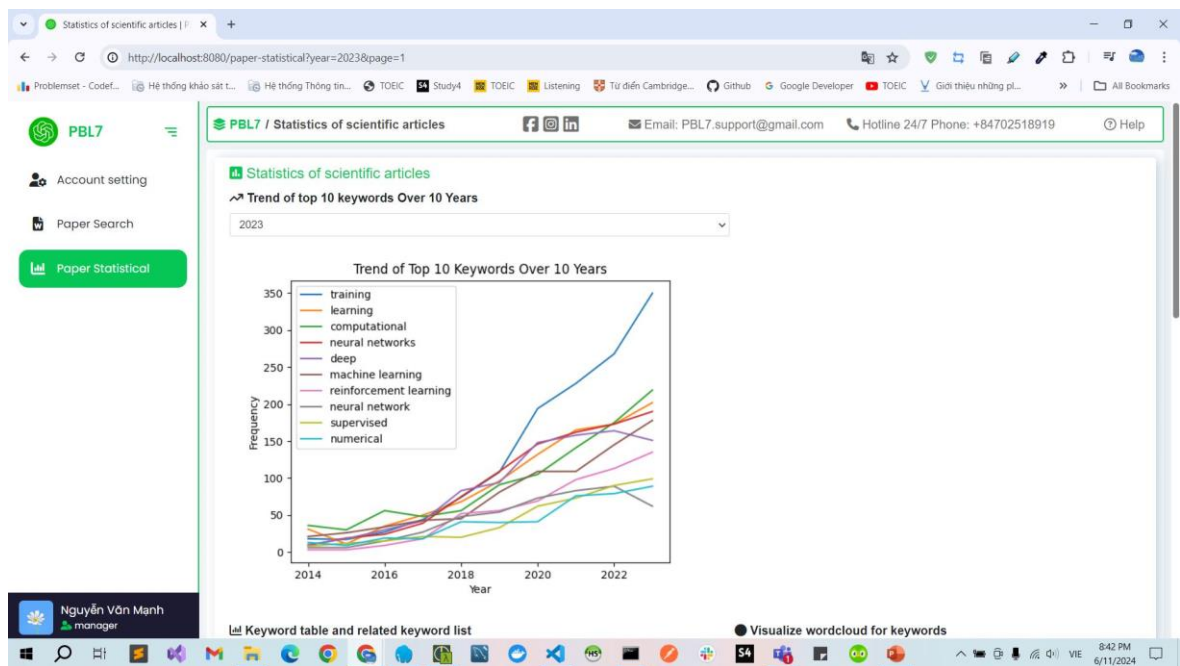 Statistics of scientific articles | P
http://localhost:8080/paper-statistical?year=2023&page=1
Problemset - Codef...
Hệ thống khảo sát t...
Hệ thống Thông tin...
TOEIC
Study4
TOEIC
Listening
Từ điển Cambridge...
Github
Google Developer
TOEIC
Giới thiệu những pl...
All Bookmarks
PBL7
PBL7 / Statistics of scientific articles
Email: PBL7.support@gmail.com
Hotline 24/7 Phone: +84702518919
Help
Account setting
Paper Search
Paper Statistical
Statistics of scientific articles
Trend of top 10 keywords Over 10 Years
2023
Trend of Top 10 Keywords Over 10 Years
training
learning
computational
neural networks
deep
machine learning
reinforcement learning
neural network
supervised
numerical
Frequency
350
300
250
200
150
100
50
0
2014 2016 2018 2020 2022
Year
Nguyễn Văn Mạnh
manager
Keyword table and related keyword list
Visualize wordcloud for keywords
S4
VIE
8:42 PM
6/11/2024